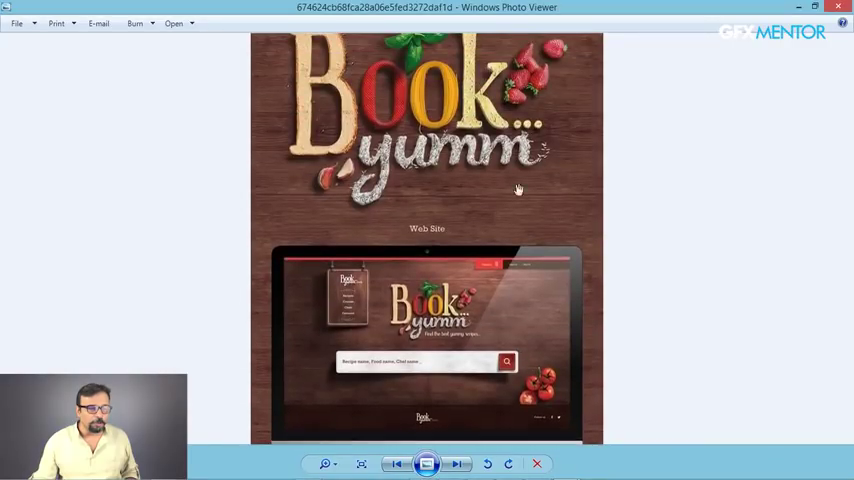 674624cb68fca28a06e5fed3272daf1d - Windows Photo Viewer
File Print E-mail Burn Open
GFXMENTOR
Book...
yumm
Web Site
Book
Book...
yumm
Find the best yummy recipes...
Recipe name, Food name, Chef name...
Book